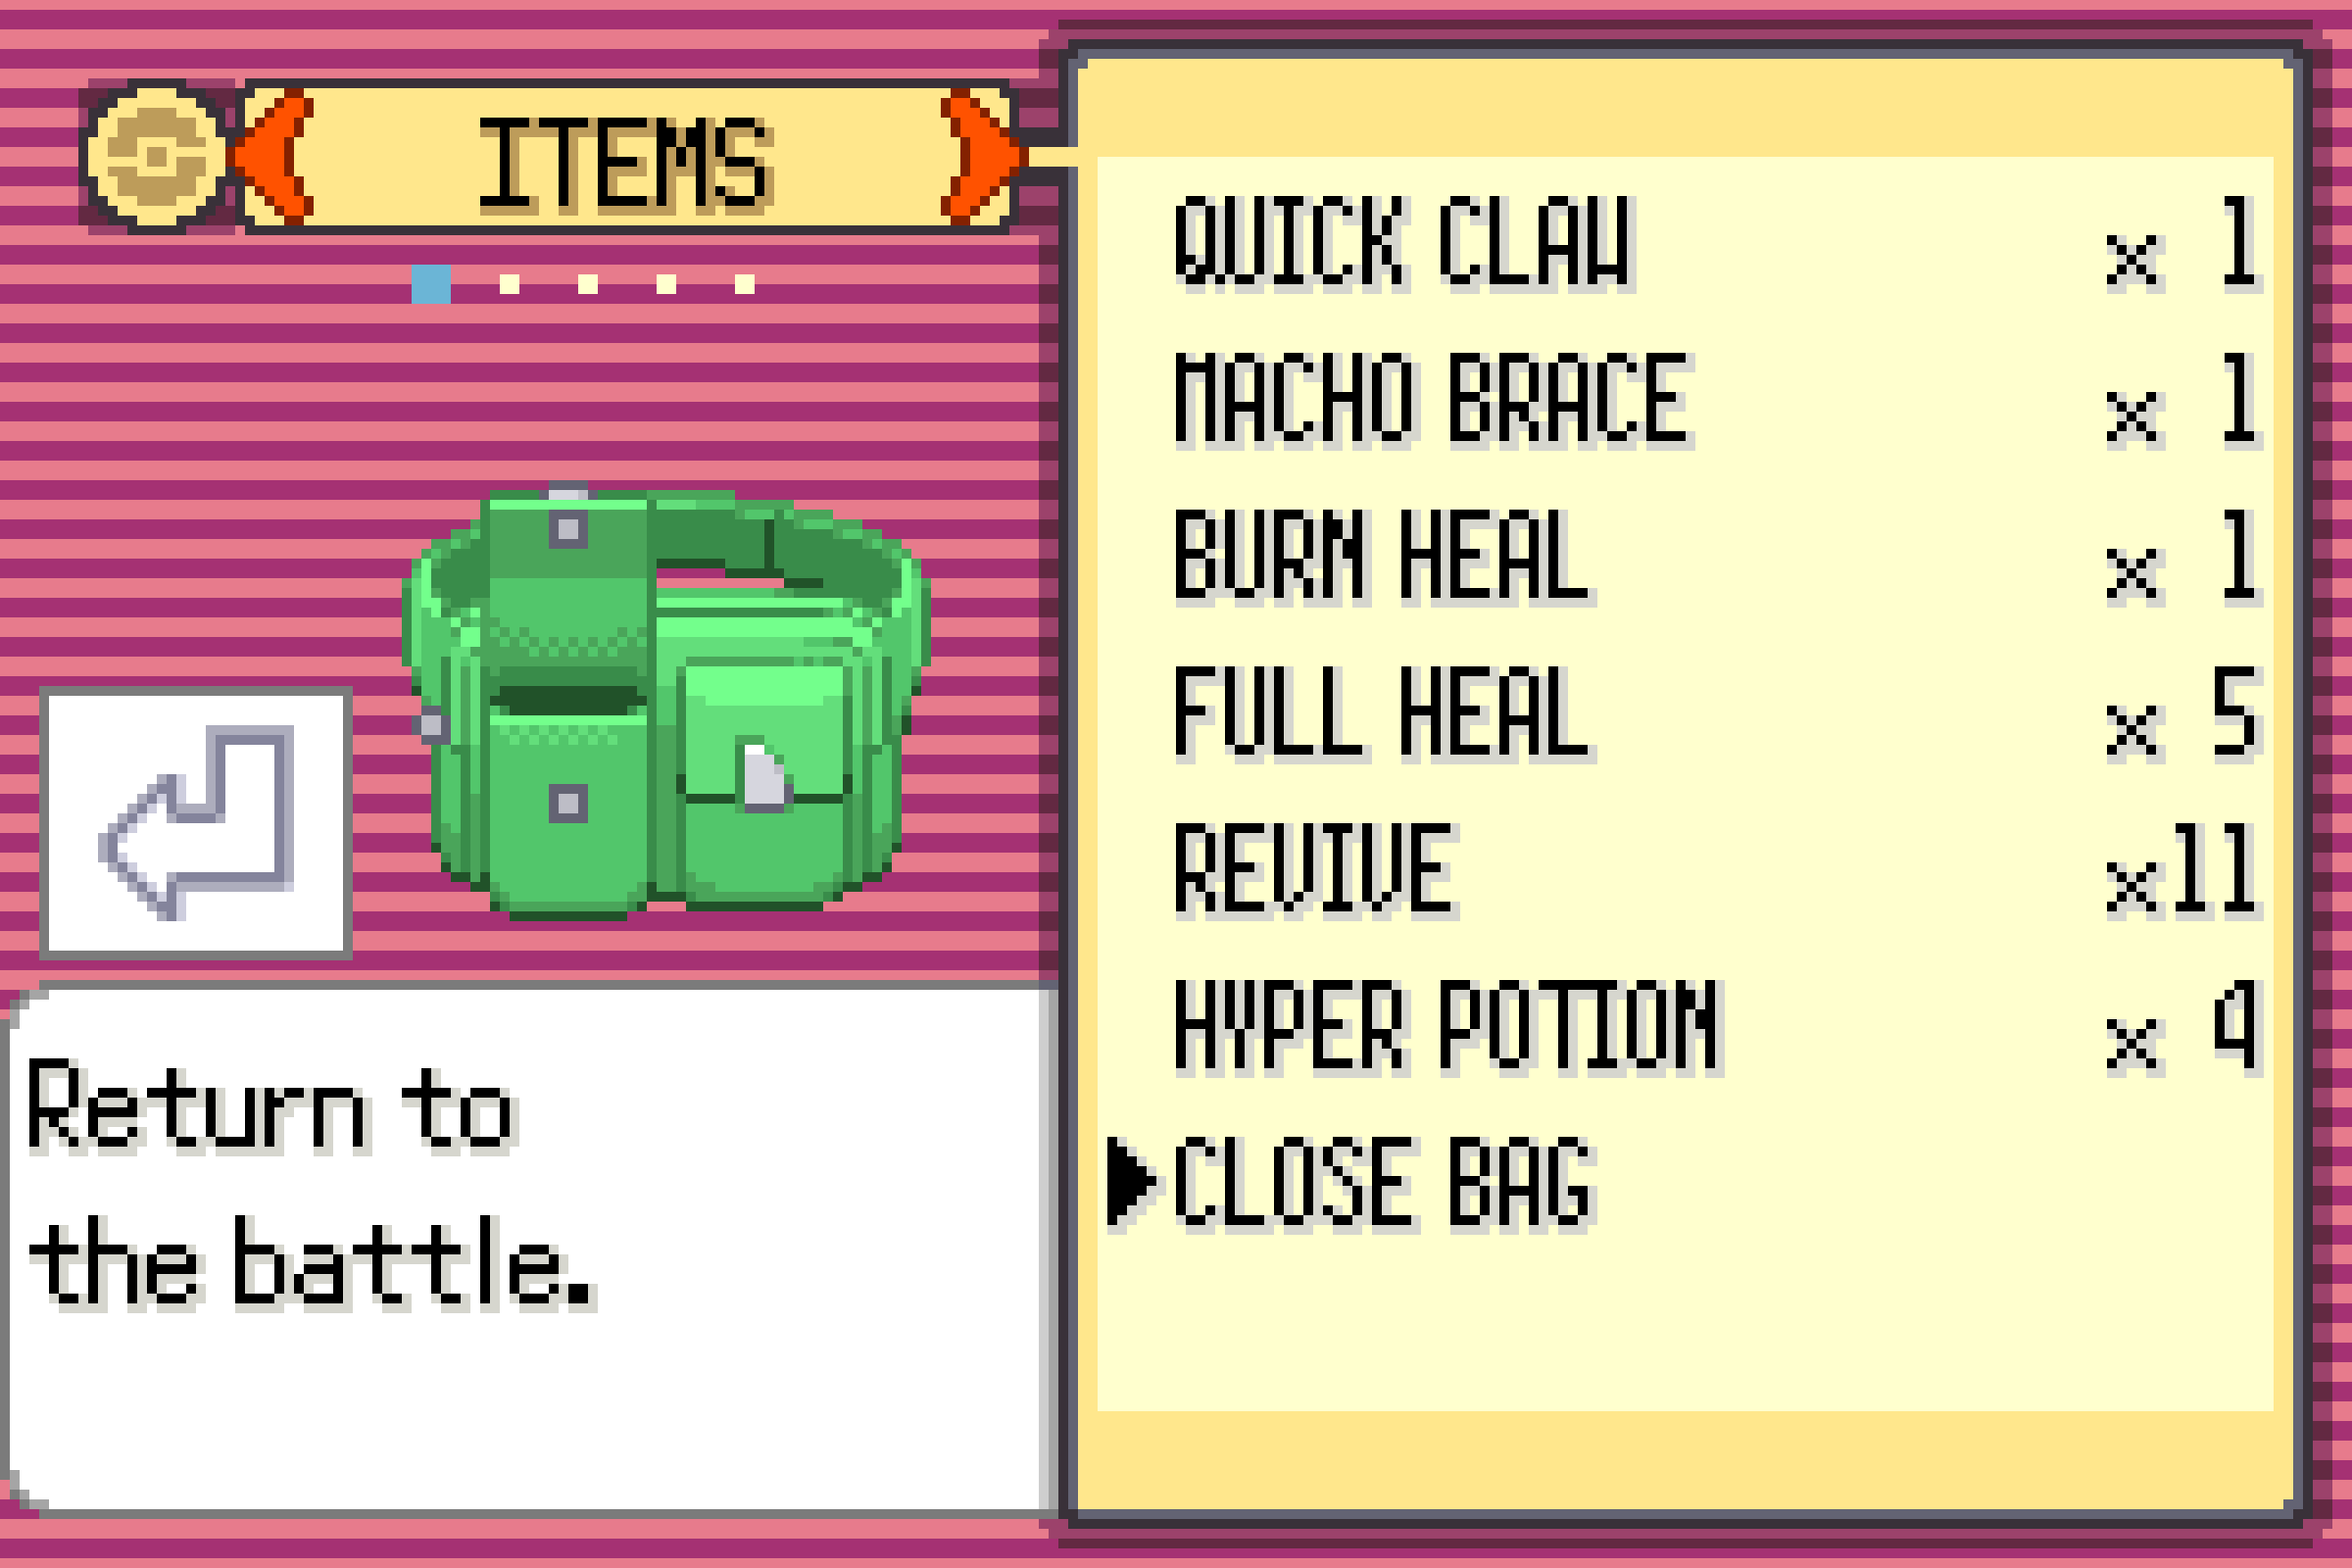 ITEMS
QUICK CLAW × 1
MACHO BRACE × 1
BURN HEAL × 1
FULL HEAL × 5
REVIVE ×11
HYPER POTION × 4
▶CLOSE BAG
Return to
the battle.